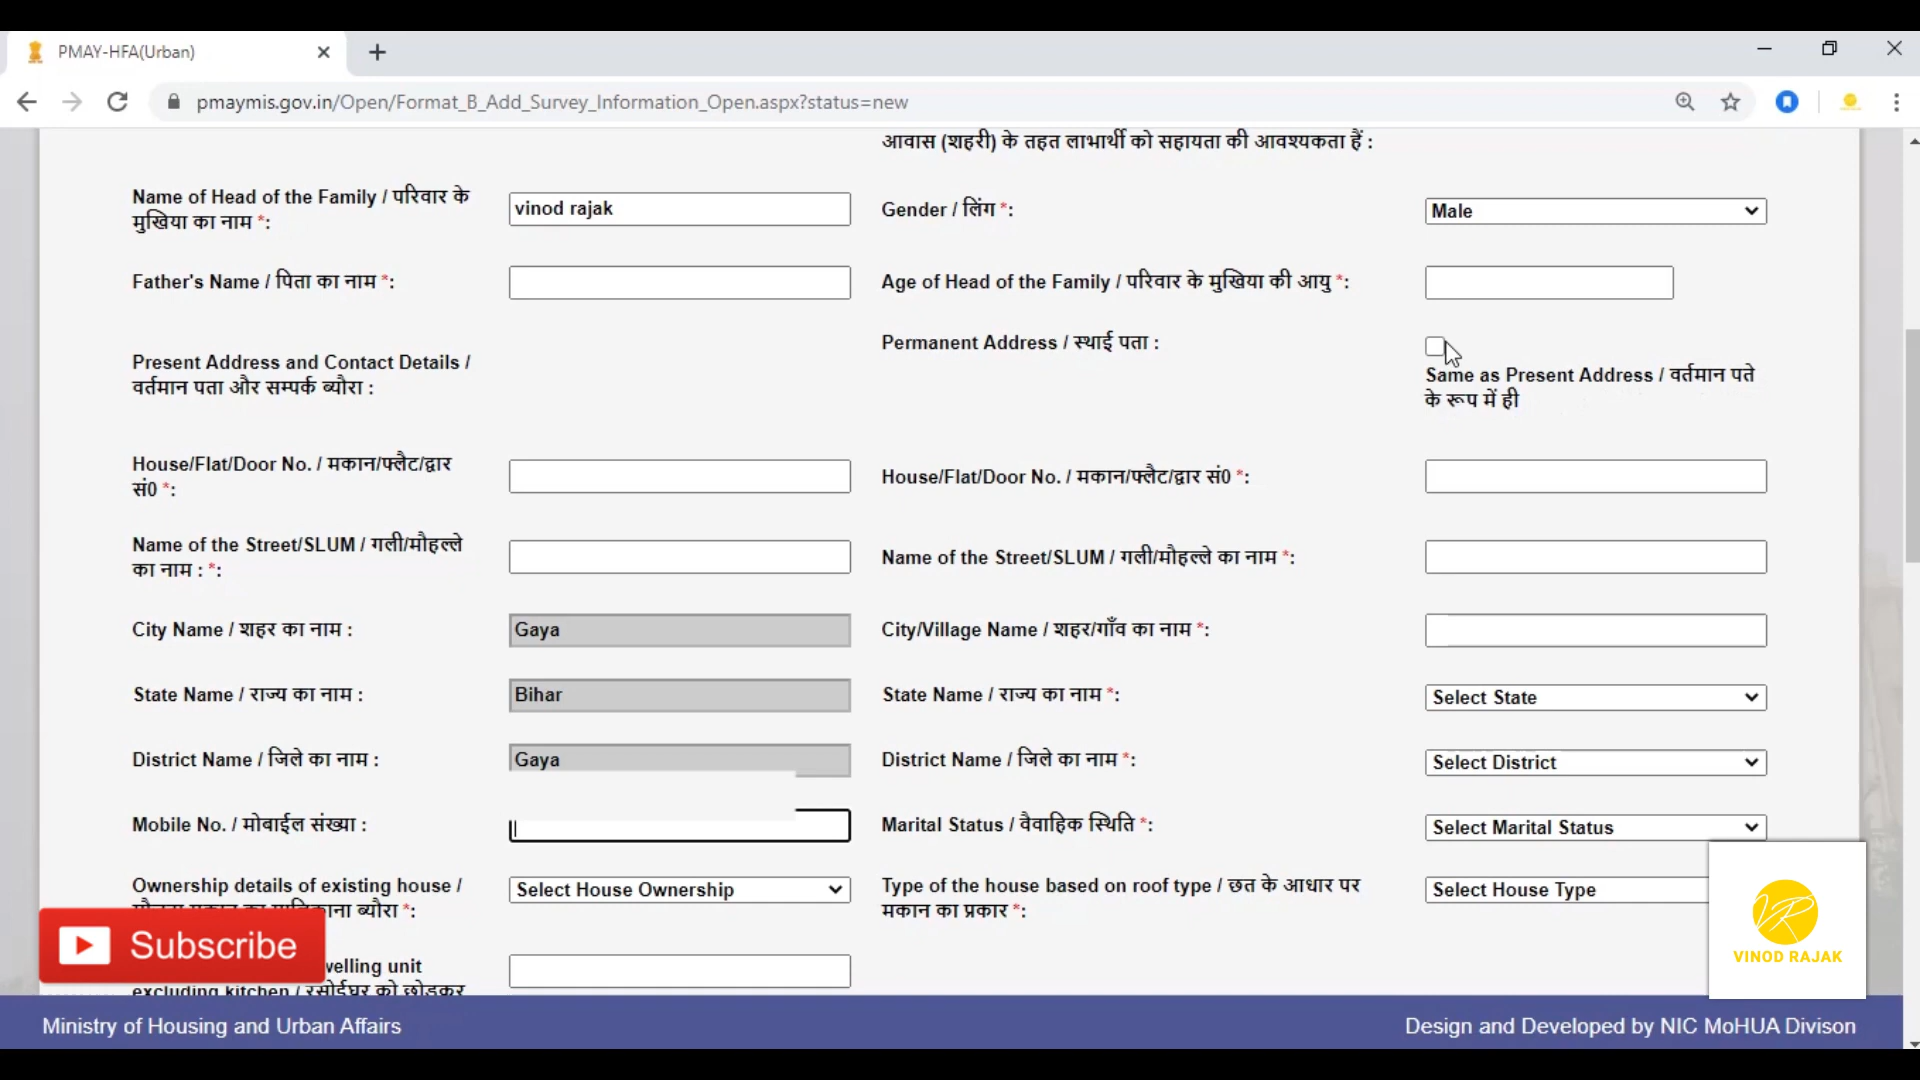 PMAY-HFA(Urban)
pmaymis.gov.in/Open/Format_B_Add_Survey_Information_Open.aspx?status=new
आवास (शहरी) के तहत लाभार्थी को सहायता की आवश्यकता हैं :
Name of Head of the Family / परिवार के
मुखिया का नाम *:
vinod rajak
Gender / लिंग *:
Male
Father's Name / पिता का नाम *:
Age of Head of the Family / परिवार के मुखिया की आयु *:
Present Address and Contact Details /
वर्तमान पता और सम्पर्क ब्यौरा :
Permanent Address / स्थाई पता :
Same as Present Address / वर्तमान पते
के रूप में ही
House/Flat/Door No. / मकान/फ्लैट/द्वार
सं0 *:
House/Flat/Door No. / मकान/फ्लैट/द्वार सं0 *:
Name of the Street/SLUM / गली/मौहल्ले
का नाम : *:
Name of the Street/SLUM / गली/मौहल्ले का नाम *:
City Name / शहर का नाम :
Gaya
City/Village Name / शहर/गाँव का नाम *:
State Name / राज्य का नाम :
Bihar
State Name / राज्य का नाम *:
Select State
District Name / जिले का नाम :
Gaya
District Name / जिले का नाम *:
Select District
Mobile No. / मोबाईल संख्या :
Marital Status / वैवाहिक स्थिति *:
Select Marital Status
Ownership details of existing house /
ब्यौरा *:
Select House Ownership
Type of the house based on roof type / छत के आधार पर
मकान का प्रकार *:
Select House Type
Subscribe
welling unit
excluding kitchen / रसोईघर को छोड़कर
VINOD RAJAK
Ministry of Housing and Urban Affairs
Design and Developed by NIC MoHUA Divison